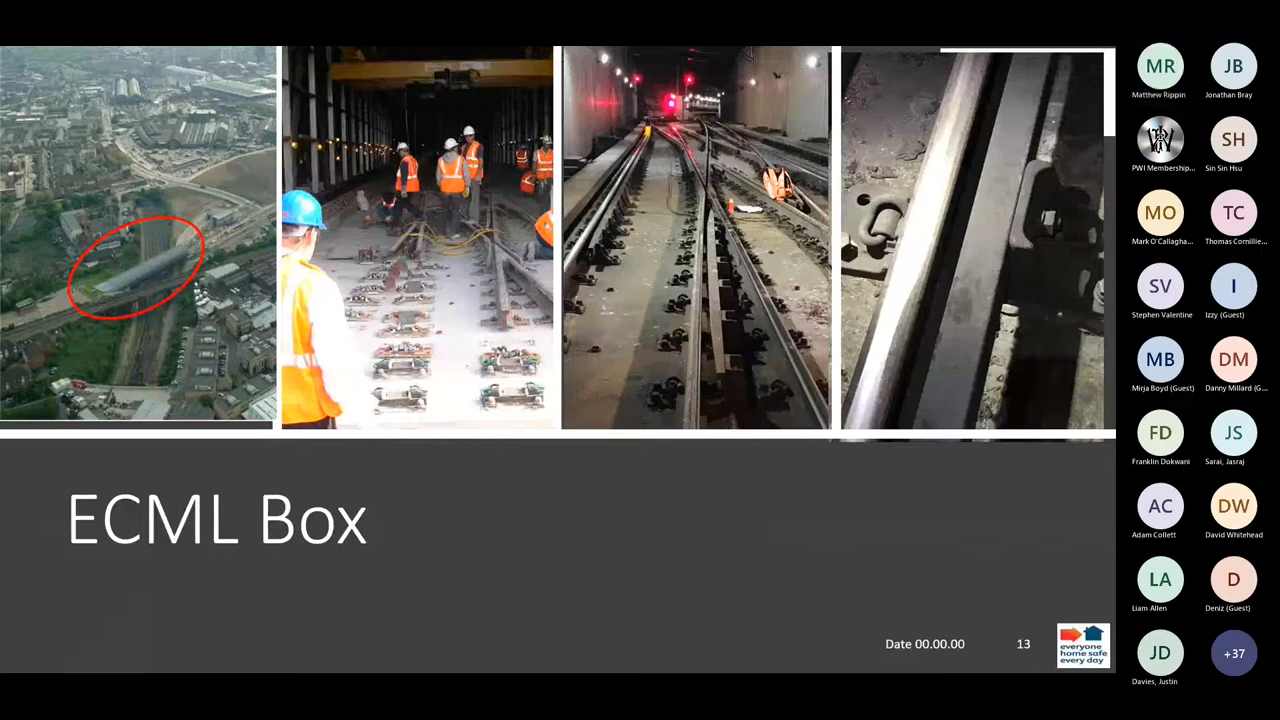 ECML Box
Date 00.00.00
13
everyone
home safe
every day
MR
Matthew Rippin
JB
Jonathan Bray
PWI Membership...
SH
Sin Sin Hsu
MO
Mark O'Callagha...
TC
Thomas Cornillie...
SV
Stephen Valentine
I
Izzy (Guest)
MB
Mirja Boyd (Guest)
DM
Danny Millard (G...
FD
Franklin Dokwani
JS
Sarai, Jasraj
AC
Adam Collett
DW
David Whitehead
LA
Liam Allen
D
Deniz (Guest)
JD
Davies, Justin
+37